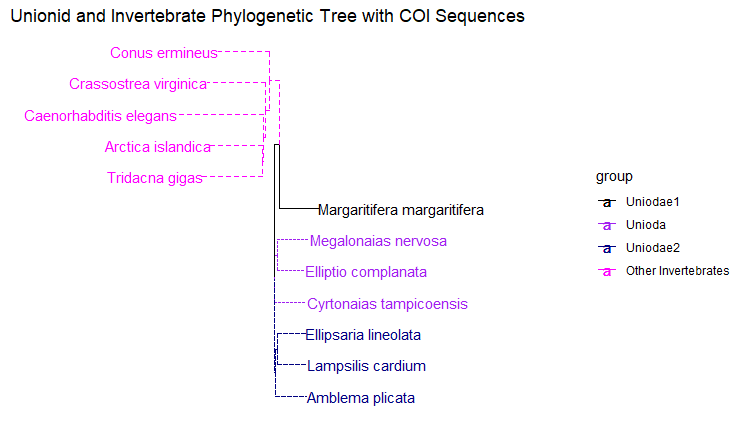 Unionid and Invertebrate Phylogenetic Tree with COI Sequences
Conus ermineus
Crassostrea virginica
Caenorhabditis elegans
Arctica islandica
Tridacna gigas
Margaritifera margaritifera
Megalonaias nervosa
Elliptio complanata
Cyrtonaias tampicoensis
Ellipsaria lineolata
Lampsilis cardium
Amblema plicata
group
a Uniodae1
a Unioda
a Uniodae2
a Other Invertebrates